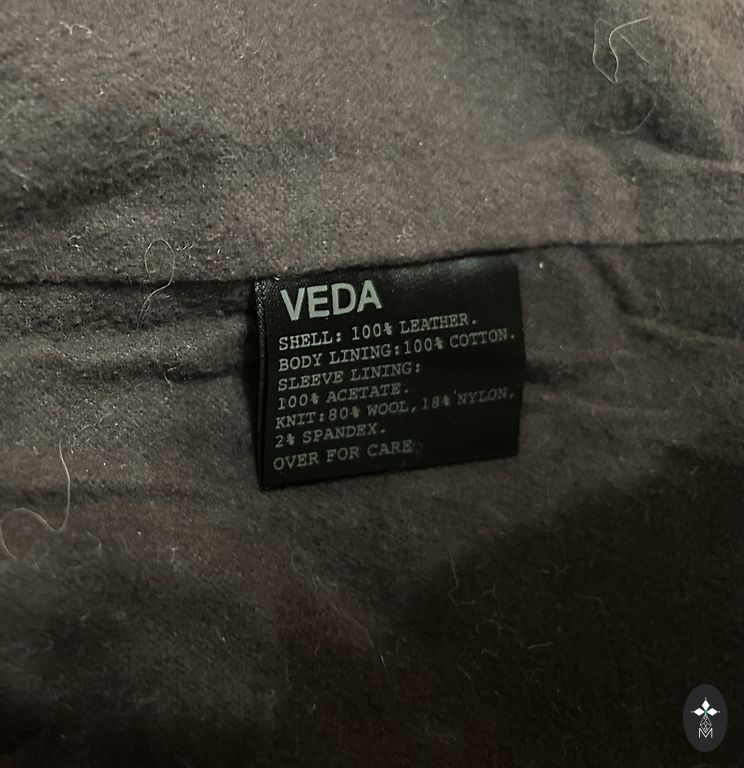 VEDA
SHELL: 100% LEATHER.
BODY LINING:100% COTTON.
SLEEVE LINING:
100% ACETATE.
KNIT:80% WOOL,18% NYLON,
2% SPANDEX.
OVER FOR CARE
M